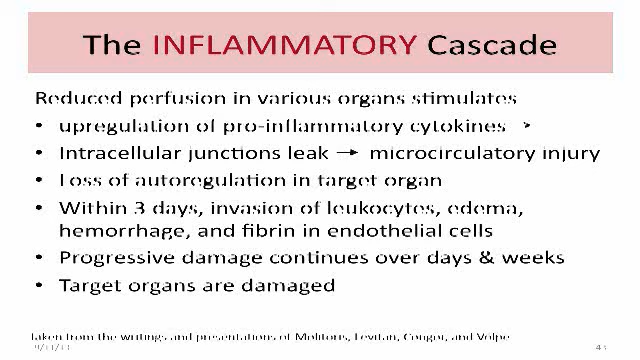 The INFLAMMATORY Cascade
Reduced perfusion in various organs stimulates
• upregulation of pro-inflammatory cytokines →
• Intracellular junctions leak → microcirculatory injury
• Loss of autoregulation in target organ
• Within 3 days, invasion of leukocytes, edema,
hemorrhage, and fibrin in endothelial cells
• Progressive damage continues over days & weeks
• Target organs are damaged
Taken from the writings and presentations of Molitoris, Levitan, Conger, and Volpe
43